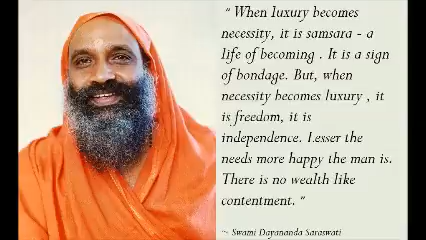 " When luxury becomes
necessity, it is samsara - a
life of becoming . It is a sign
of bondage. But, when
necessity becomes luxury , it
is freedom, it is
independence. Lesser the
needs more happy the man is.
There is no wealth like
contentment. "
~ Swami Dayananda Saraswati